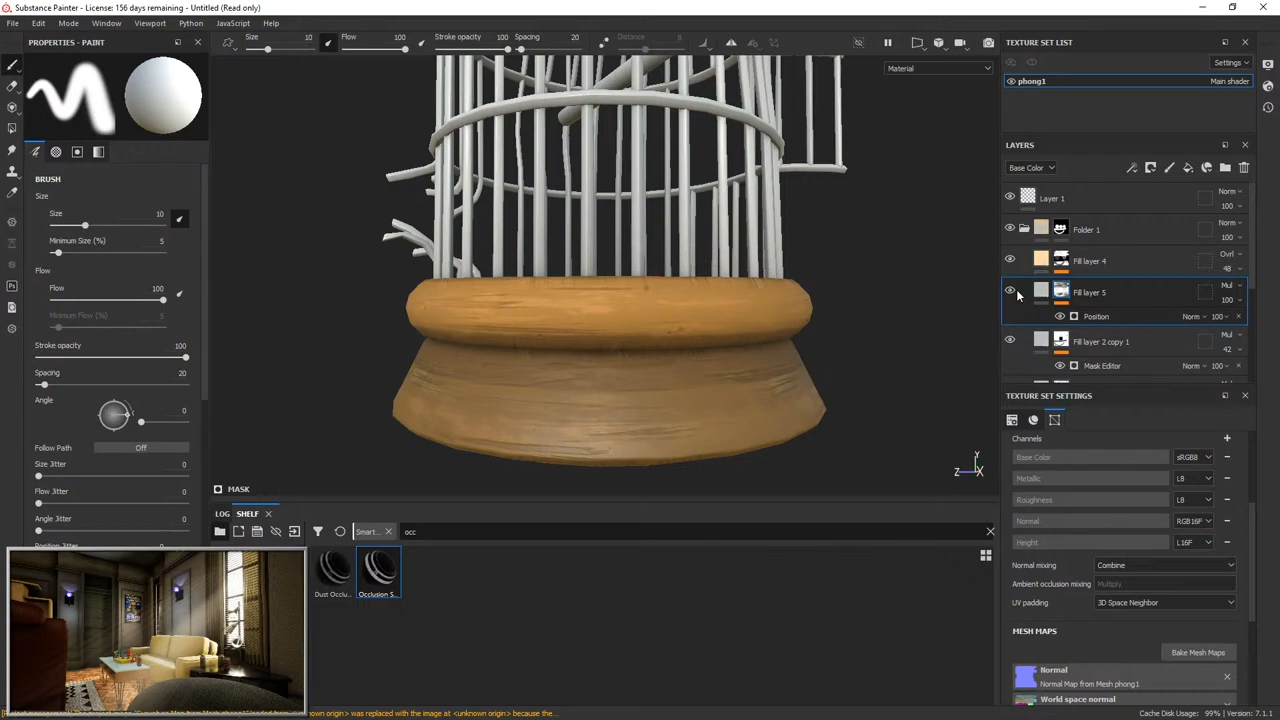 Substance Painter - License: 156 days remaining - Untitled (Read only)
File Edit Mode Window Viewport Python JavaScript Help
Size 10 Flow 100 Stroke opacity 100 Spacing 20 Distance 8
PROPERTIES - PAINT
Material
BRUSH
Size
Size 10
Minimum Size (%) 5
Flow
Flow 100
Minimum Flow (%) 5
Stroke opacity 100
Spacing 20
Angle 0
Follow Path Off
Size Jitter 0
Flow Jitter 0
Angle Jitter 0
Position Jitter 0
MASK
Y
Z X
LOG SHELF
Smart... occ
Dust Occlu... Occlusion S...
TEXTURE SET LIST
Settings
phong1 Main shader
LAYERS
Base Color
Layer 1 Norm 100
Folder 1 Norm 100
Fill layer 4 Ovrl 48
Fill layer 5 Mul 100
Position Norm 100
Fill layer 2 copy 1 Mul 42
Mask Editor Norm 100
TEXTURE SET SETTINGS
Channels
Base Color sRGB8
Metallic L8
Roughness L8
Normal RGB16F
Height L16F
Normal mixing Combine
Ambient occlusion mixing Multiply
UV padding 3D Space Neighbor
MESH MAPS
Bake Mesh Maps
Normal
Normal Map from Mesh phong1
World space normal
was replaced with the image at <unknown origin> because the...
Cache Disk Usage: 99% | Version: 7.1.1